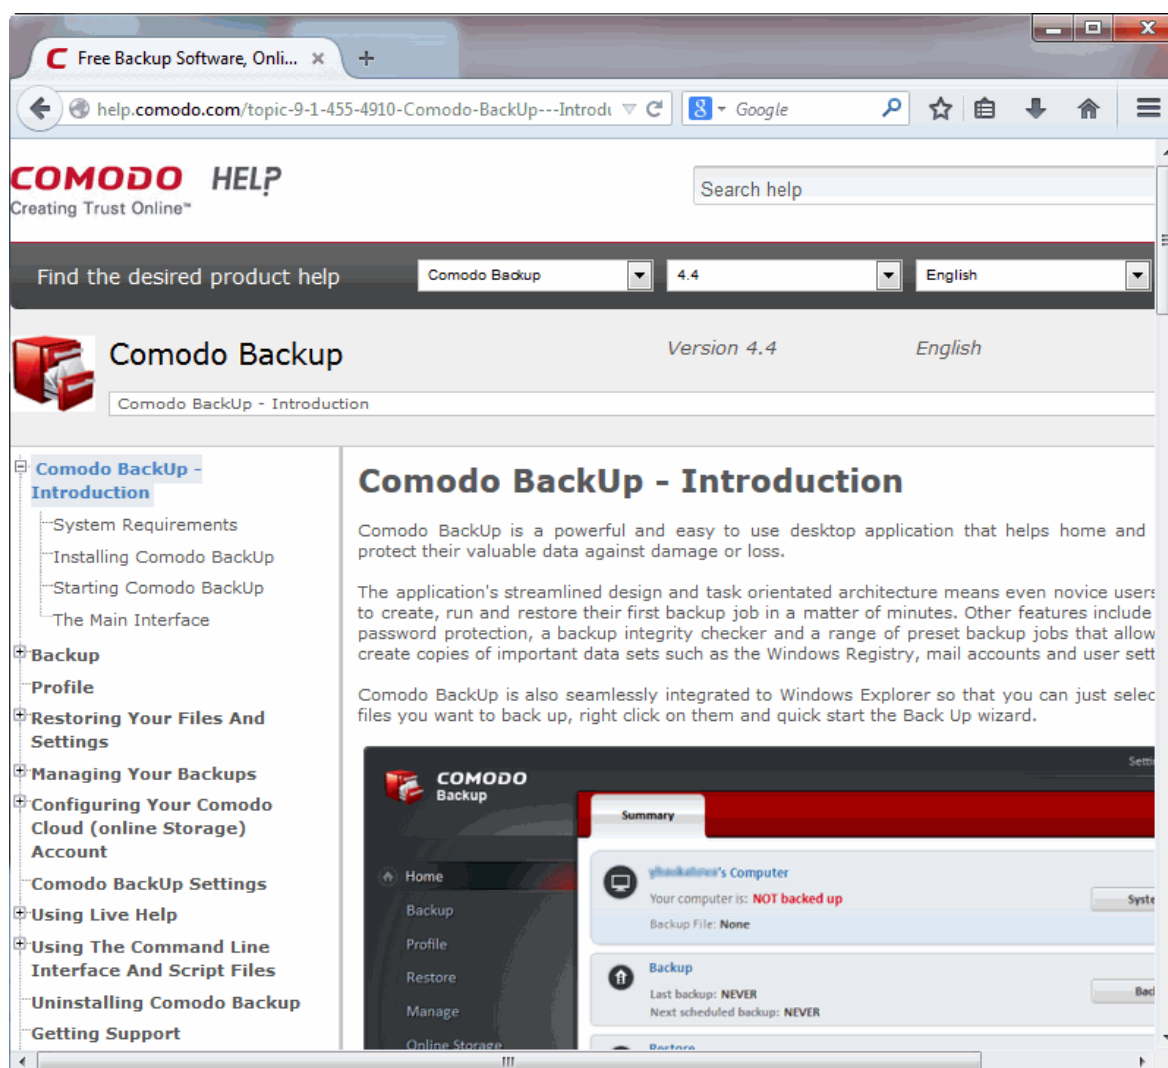 Free Backup Software, Onli...
help.comodo.com/topic-9-1-455-4910-Comodo-BackUp---Introdu
Google
COMODO HELP
Creating Trust Online™
Search help
Find the desired product help
Comodo Backup
4.4
English
Comodo Backup
Version 4.4
English
Comodo BackUp - Introduction
Comodo BackUp -
Introduction
System Requirements
Installing Comodo BackUp
Starting Comodo BackUp
The Main Interface
Backup
Profile
Restoring Your Files And
Settings
Managing Your Backups
Configuring Your Comodo
Cloud (online Storage)
Account
Comodo BackUp Settings
Using Live Help
Using The Command Line
Interface And Script Files
Uninstalling Comodo Backup
Getting Support
Comodo BackUp - Introduction
Comodo BackUp is a powerful and easy to use desktop application that helps home and
protect their valuable data against damage or loss.
The application's streamlined design and task orientated architecture means even novice users
to create, run and restore their first backup job in a matter of minutes. Other features include
password protection, a backup integrity checker and a range of preset backup jobs that allow
create copies of important data sets such as the Windows Registry, mail accounts and user sett
Comodo BackUp is also seamlessly integrated to Windows Explorer so that you can just selec
files you want to back up, right click on them and quick start the Back Up wizard.
COMODO
Backup
Setti
Summary
Home
Backup
Profile
Restore
Manage
Online Storage
's Computer
Your computer is: NOT backed up
Backup File: None
Syste
Backup
Last backup: NEVER
Next scheduled backup: NEVER
Bac
Restore